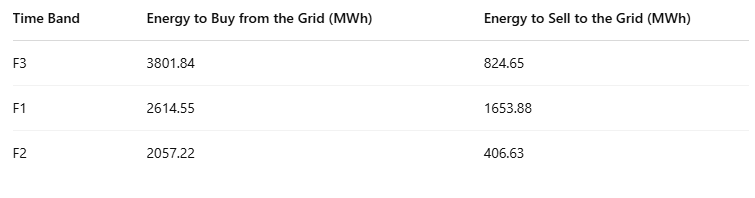 Time Band Energy to Buy from the Grid (MWh) Energy to Sell to the Grid (MWh)
F3 3801.84 824.65
F1 2614.55 1653.88
F2 2057.22 406.63